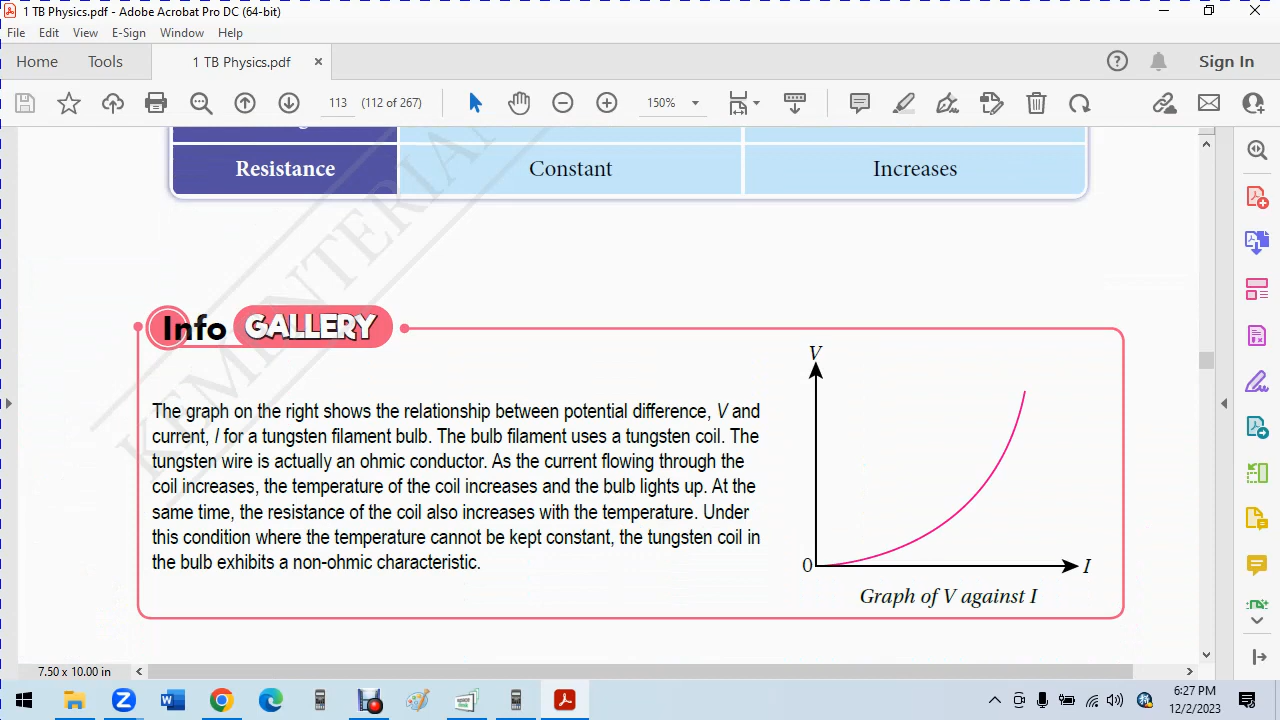 1 TB Physics.pdf - Adobe Acrobat Pro DC (64-bit)
File Edit View E-Sign Window Help
Home Tools 1 TB Physics.pdf × Sign In
113 (112 of 267) 150%
Resistance Constant Increases
KEMENTERIAN
Info GALLERY
The graph on the right shows the relationship between potential difference, V and
current, I for a tungsten filament bulb. The bulb filament uses a tungsten coil. The
tungsten wire is actually an ohmic conductor. As the current flowing through the
coil increases, the temperature of the coil increases and the bulb lights up. At the
same time, the resistance of the coil also increases with the temperature. Under
this condition where the temperature cannot be kept constant, the tungsten coil in
the bulb exhibits a non-ohmic characteristic.
V
0
I
Graph of V against I
7.50 x 10.00 in
6:27 PM
12/2/2023